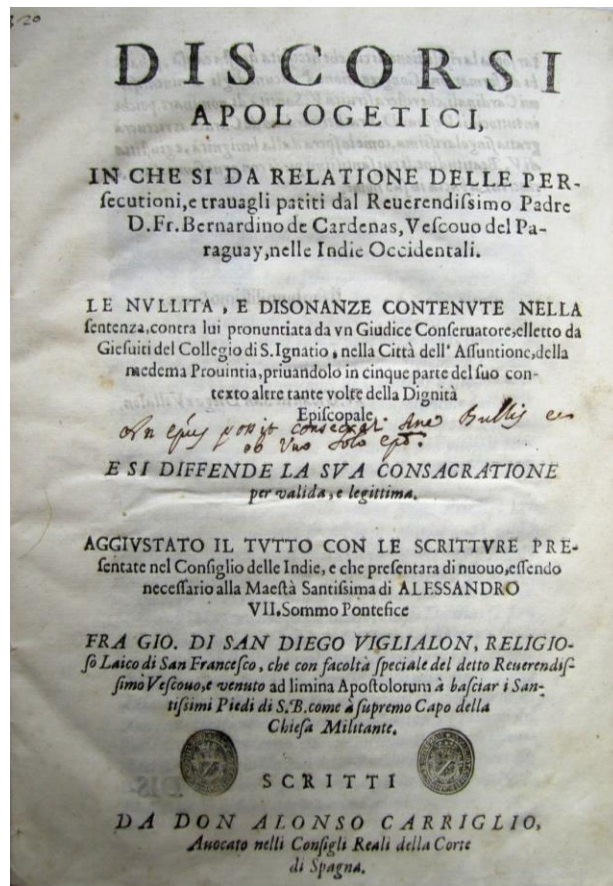 DISCORSI
APOLOGETICI,
IN CHE SI DA RELATIONE DELLE PER-
ſecutioni, e trauagli patiti dal Reuerendiſsimo Padre
D. Fr. Bernardino de Cardenas, Veſcouo del Pa-
raguay, nelle Indie Occidentali.
LE NVLLITA, E DISONANZE CONTENVTE NELLA
ſentenza, contra lui pronuntiata da vn Giudice Conſeruatore, elletto da
Gieſuiti del Collegio di S. Ignatio, nella Città dell' Aſſuntione, della
medema Prouintia, priuandolo in cinque parte del ſuo con-
texto altre tante volte della Dignità
Epiſcopale.
ab Vno Solo
E SI DIFFENDE LA SVA CONSACRATIONE
per valida, e legittima.
AGGIVSTATO IL TVTTO CON LE SCRITTVRE PRE-
ſentate nel Conſiglio delle Indie, e che preſentara di nuouo, eſſendo
neceſſario alla Maeſtà Santiſsima di ALESSANDRO
VII. Sommo Pontefice
FRA GIO. DI SAN DIEGO VIGLIALON, RELIGIO-
ſo Laico di San Franceſco, che con facoltà ſpeciale del detto Reuerendiſ-
ſimo Veſcouo, e venuto ad limina Apoſtolorum à baſciar i San-
tiſsimi Piedi di S. B. come à ſupremo Capo della
Chieſa Militante.
SCRITTI
DA DON ALONSO CARRIGLIO,
Auocato nelli Conſigli Reali della Corte
di Spagna.